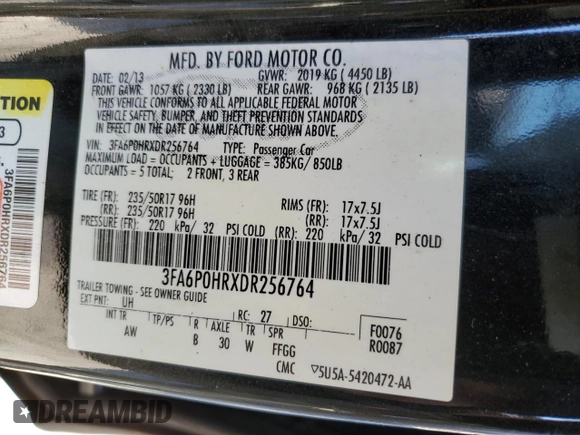 MFD. BY FORD MOTOR CO.
DATE: 02/13 GVWR: 2019 KG ( 4450 LB)
FRONT GAWR: 1057 KG ( 2330 LB) REAR GAWR: 968 KG ( 2135 LB)
THIS VEHICLE CONFORMS TO ALL APPLICABLE FEDERAL MOTOR
VEHICLE SAFETY, BUMPER, AND THEFT PREVENTION STANDARDS
IN EFFECT ON THE DATE OF MANUFACTURE SHOWN ABOVE.
VIN: 3FA6P0HRXDR256764 TYPE: Passenger Car
MAXIMUM LOAD = OCCUPANTS + LUGGAGE = 385KG/ 850LB
OCCUPANTS = 5 TOTAL; 2 FRONT, 3 REAR
TIRE (FR): 235/50R17 96H RIMS (FR): 17x7.5J
(RR): 235/50R17 96H (RR): 17x7.5J
PRESSURE (FR): 220 kPa/ 32 PSI COLD (RR): 220 kPa/ 32 PSI COLD
3FA6P0HRXDR256764
TRAILER TOWING - SEE OWNER GUIDE
EXT PNT: UH RC: 27 DSO: F0076
INT TR TP/PS R AXLE TR SPR R0087
AW B 30 W FFGG
CMC ▽5U5A-5420472-AA
3FA6P0HRXDR256764
DREAMBID